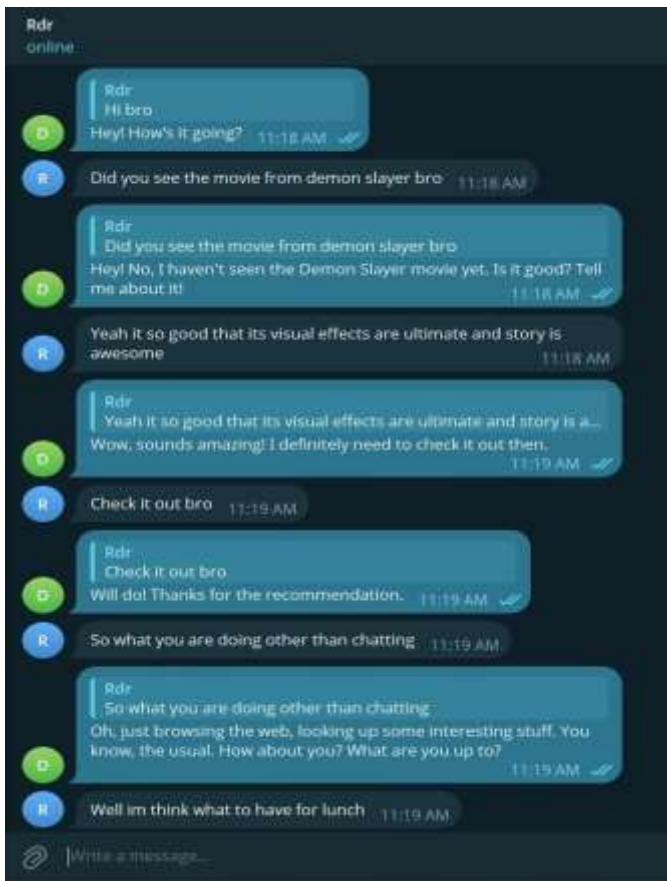 Rdr
online
Rdr
Hi bro
D
Hey! How's it going? 11:18 AM
R
Did you see the movie from demon slayer bro 11:18 AM
Rdr
Did you see the movie from demon slayer bro
Hey! No, I haven't seen the Demon Slayer movie yet. Is it good? Tell
D
me about it! 11:18 AM
Yeah it so good that its visual effects are ultimate and story is
R
awesome 11:18 AM
Rdr
Yeah it so good that its visual effects are ultimate and story is a...
Wow, sounds amazing! I definitely need to check it out then.
D
11:19 AM
R
Check it out bro 11:19 AM
Rdr
Check it out bro
D
Will do! Thanks for the recommendation. 11:19 AM
R
So what you are doing other than chatting 11:19 AM
Rdr
So what you are doing other than chatting
Oh, just browsing the web, looking up some interesting stuff. You
know, the usual. How about you? What are you up to?
D
11:19 AM
R
Well im think what to have for lunch 11:19 AM
Write a message...